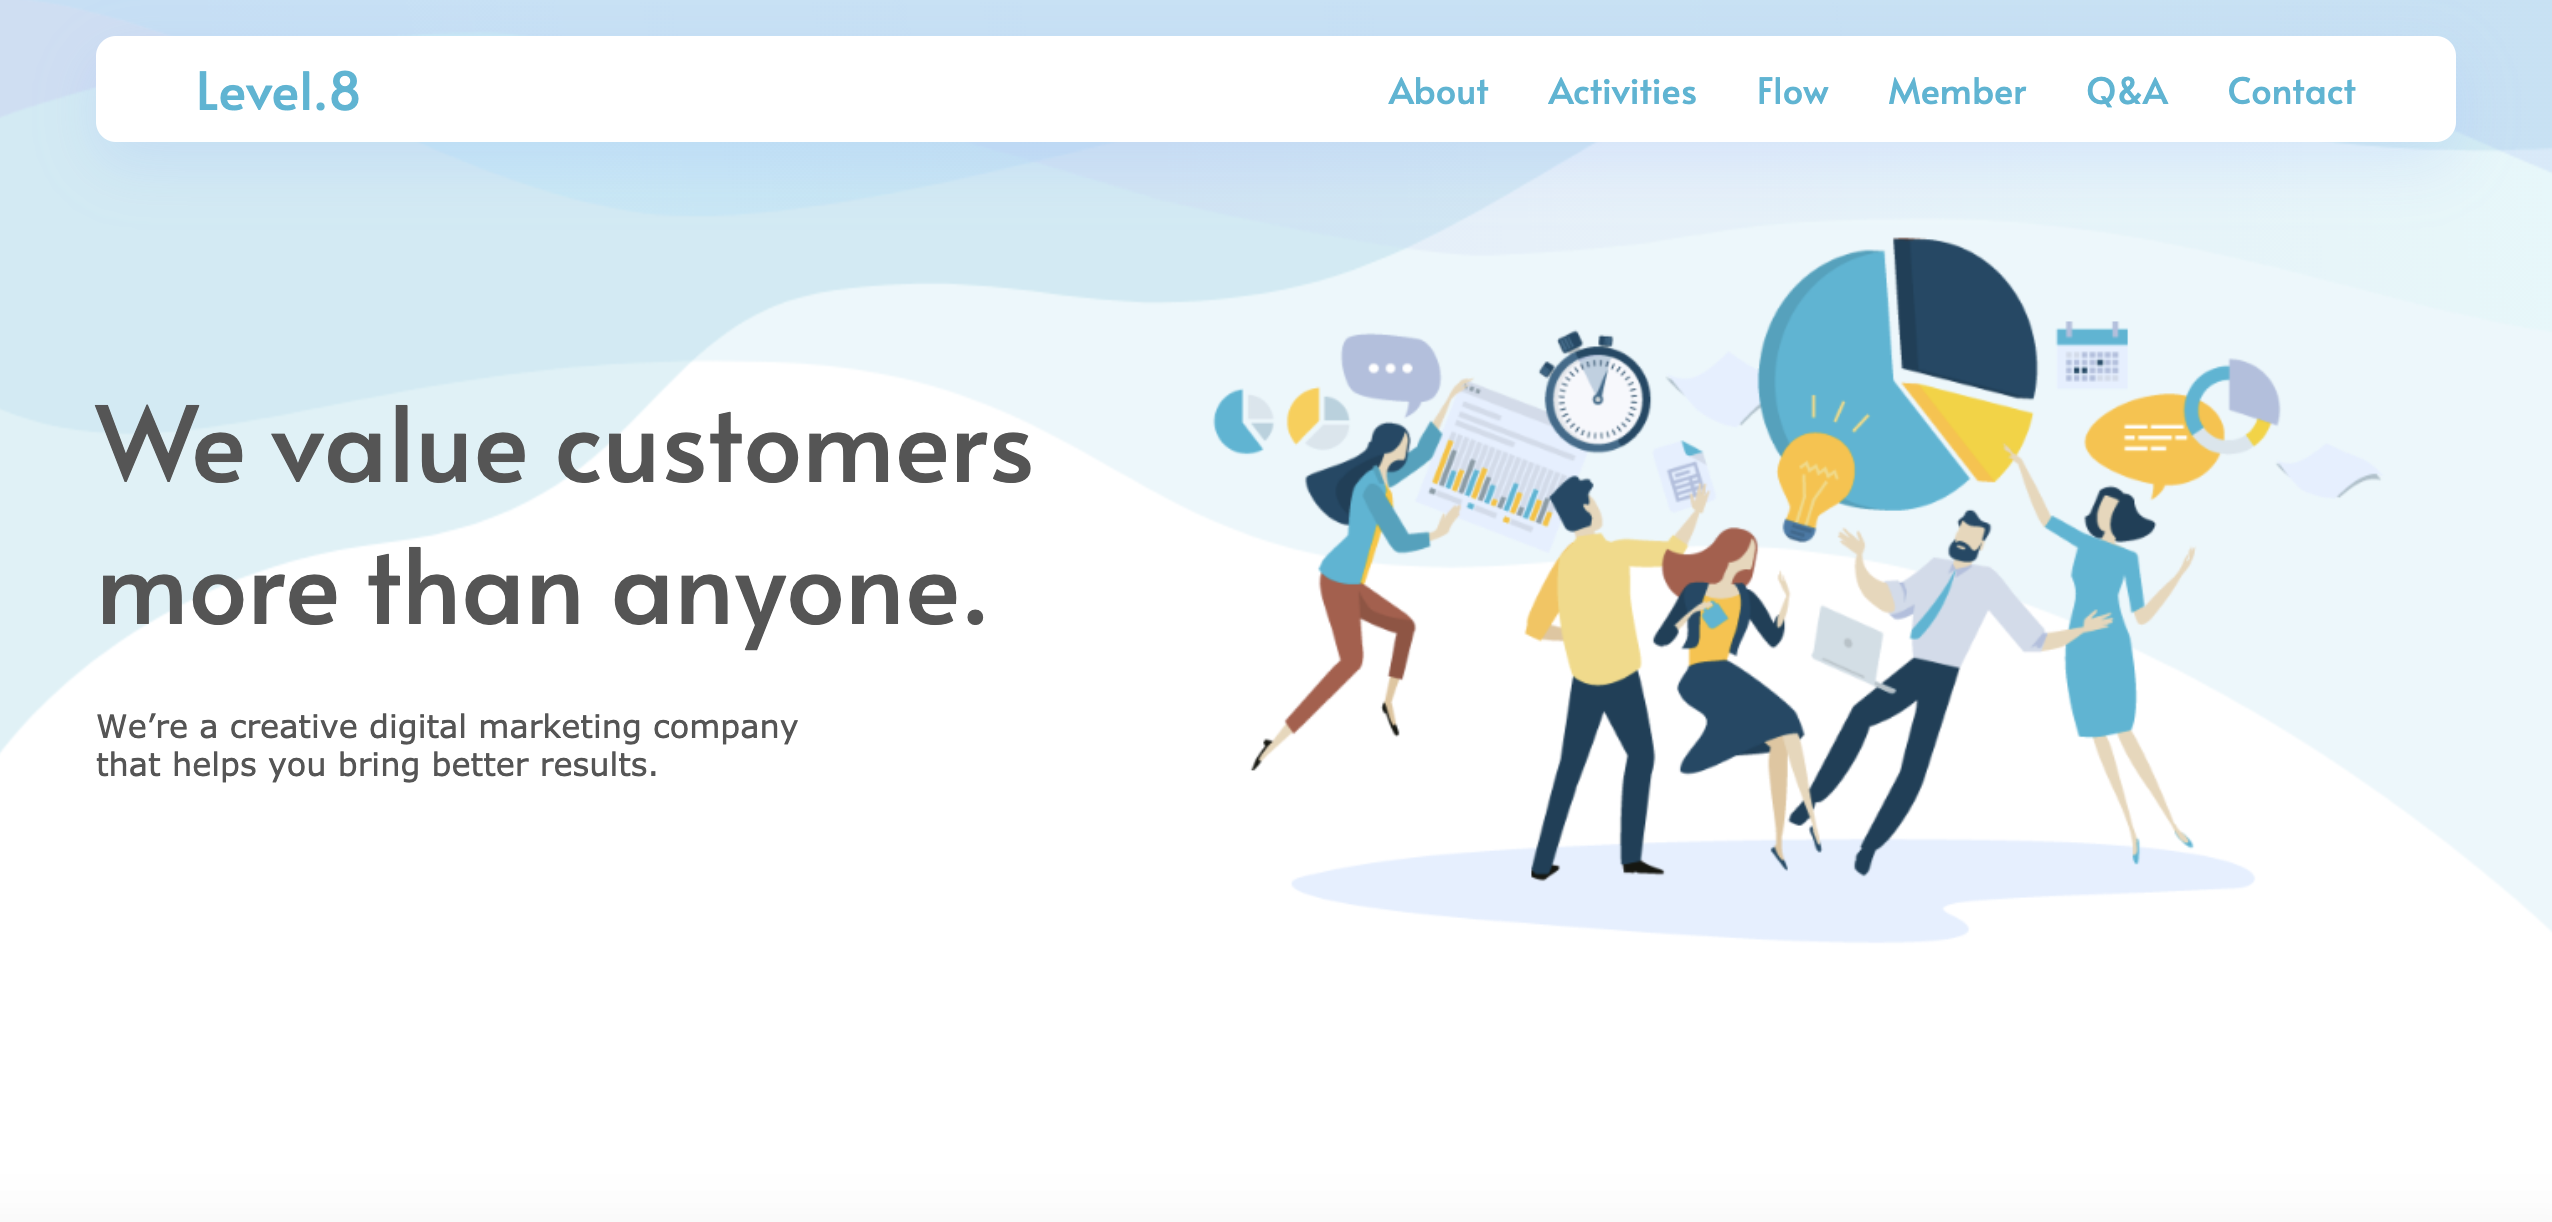 Level.8
About Activities Flow Member Q&A Contact
We value customers
more than anyone.
We’re a creative digital marketing company
that helps you bring better results.